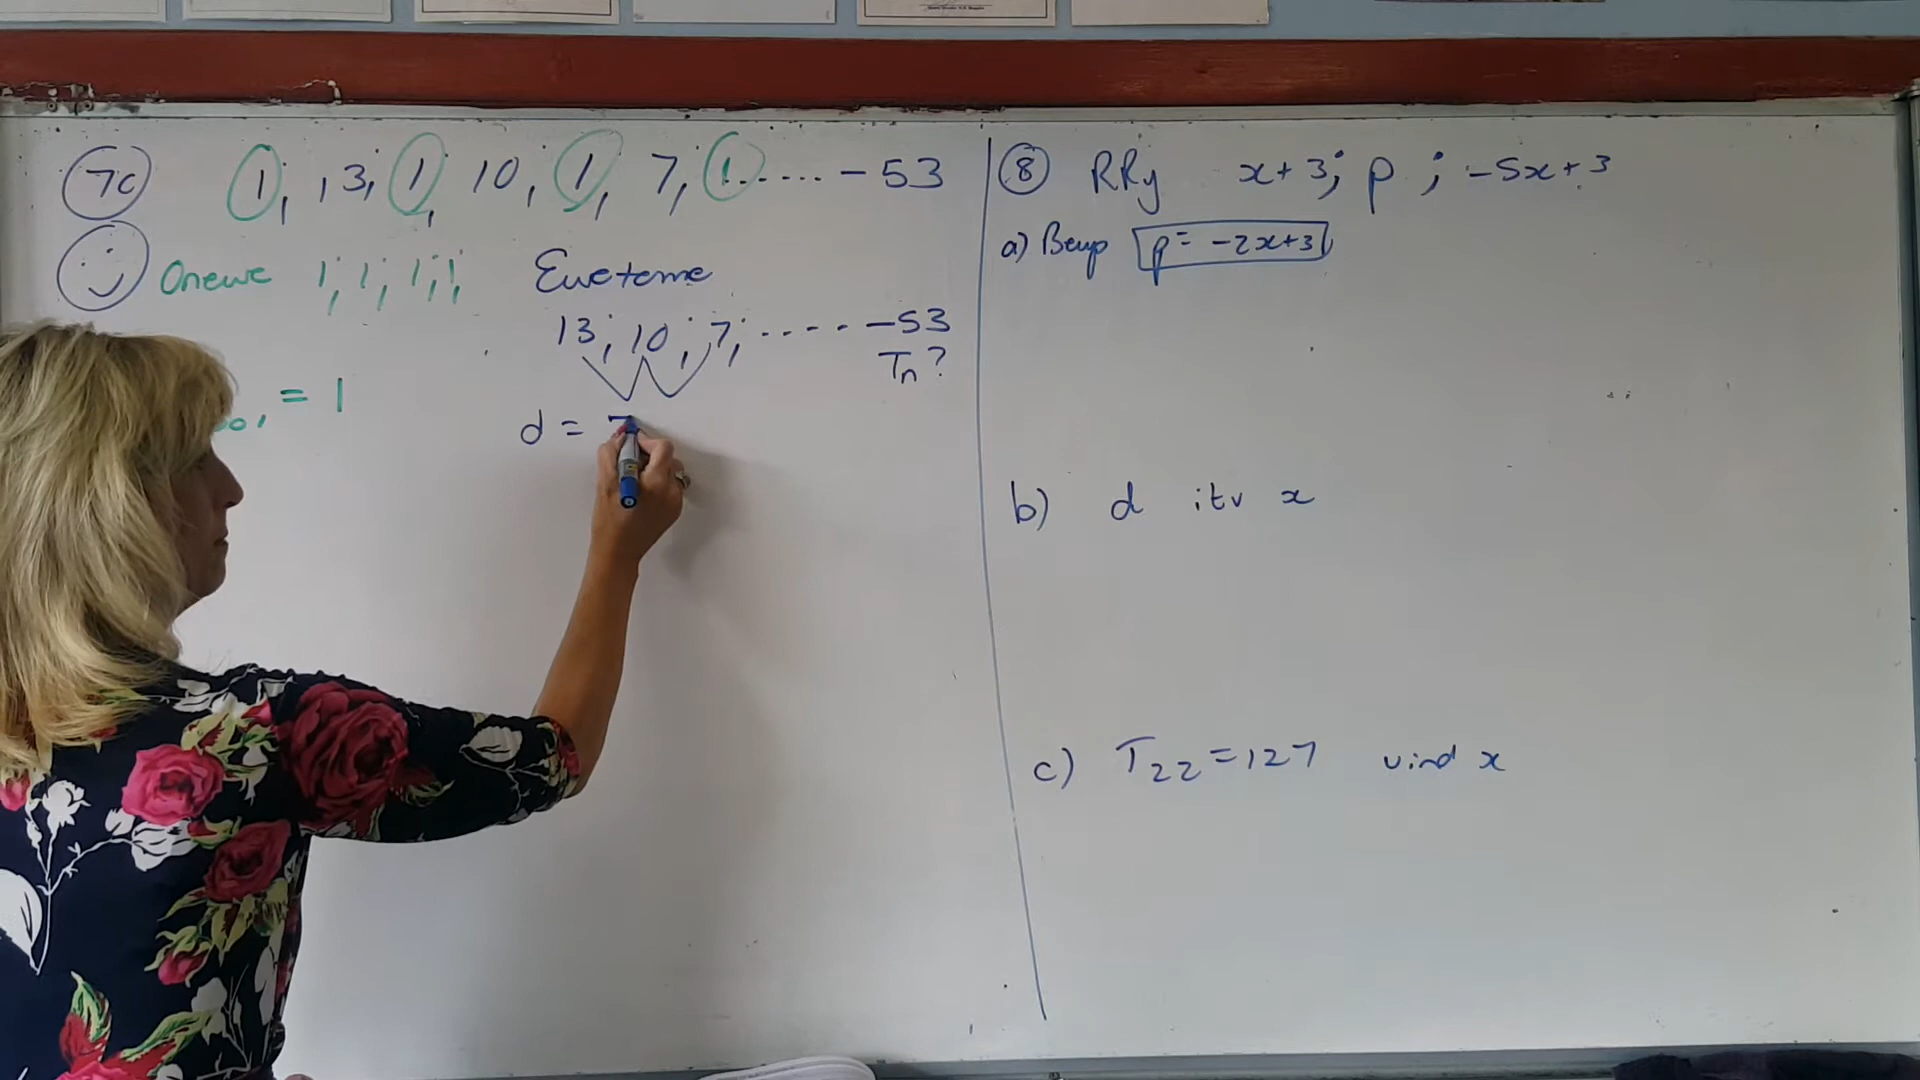 7c) 1; 13; 1; 10; 1; 7; 1...... -53
Onewe 1; 1; 1; 1; Ewe terme
13; 10; 7; ..... -53
Tn?
= 1
d = 7
8 RRy x+3; p; -5x+3
a) Bewys p = -2x+3
b) d itv x
c) T22 = 127 vind x